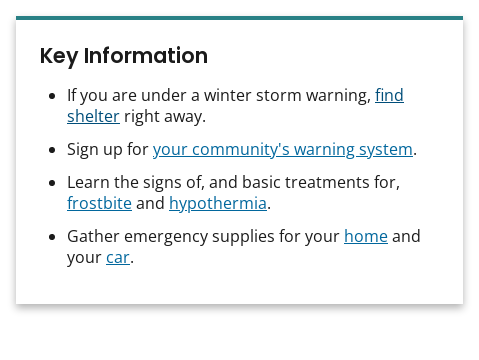 Key Information
If you are under a winter storm warning, find
shelter right away.
Sign up for your community's warning system.
Learn the signs of, and basic treatments for,
frostbite and hypothermia.
Gather emergency supplies for your home and
your car.